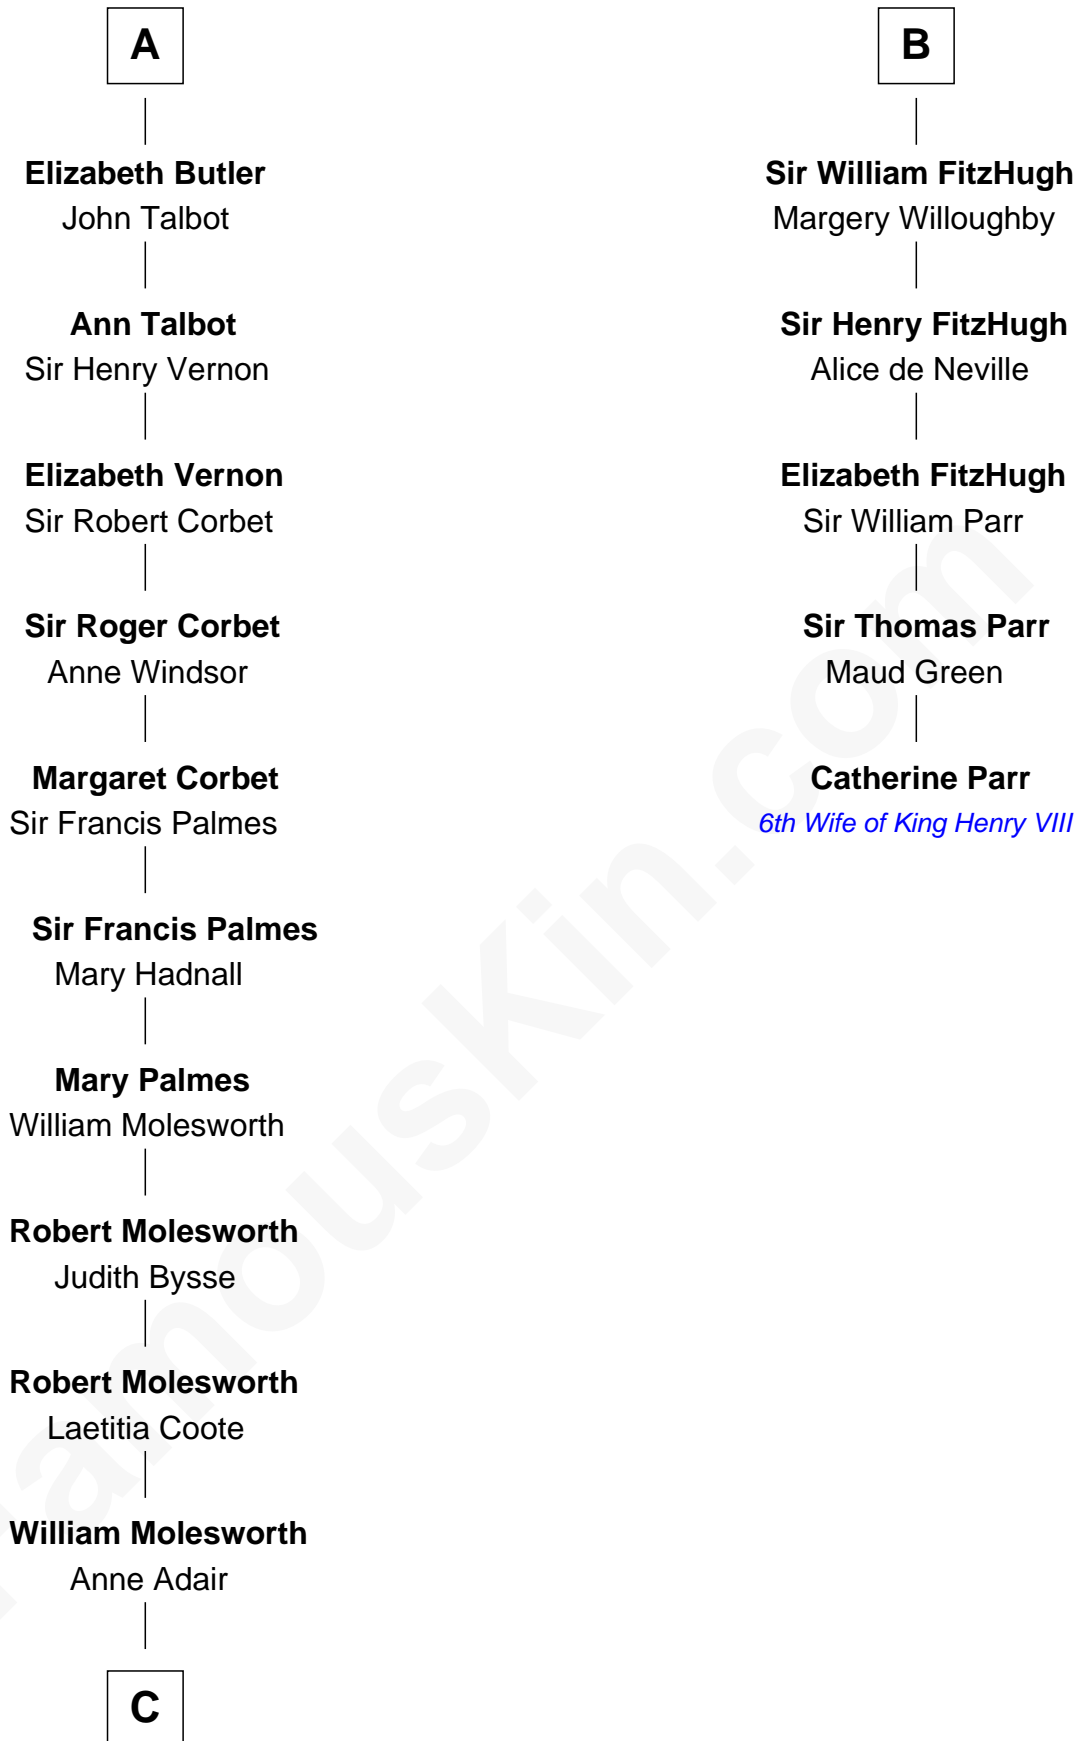 A
Elizabeth Butler
John Talbot
Ann Talbot
Sir Henry Vernon
Elizabeth Vernon
Sir Robert Corbet
Sir Roger Corbet
Anne Windsor
Margaret Corbet
Sir Francis Palmes
Sir Francis Palmes
Mary Hadnall
Mary Palmes
William Molesworth
Robert Molesworth
Judith Bysse
Robert Molesworth
Laetitia Coote
William Molesworth
Anne Adair
C
B
Sir William FitzHugh
Margery Willoughby
Sir Henry FitzHugh
Alice de Neville
Elizabeth FitzHugh
Sir William Parr
Sir Thomas Parr
Maud Green
Catherine Parr
6th Wife of King Henry VIII
FamousKin.com